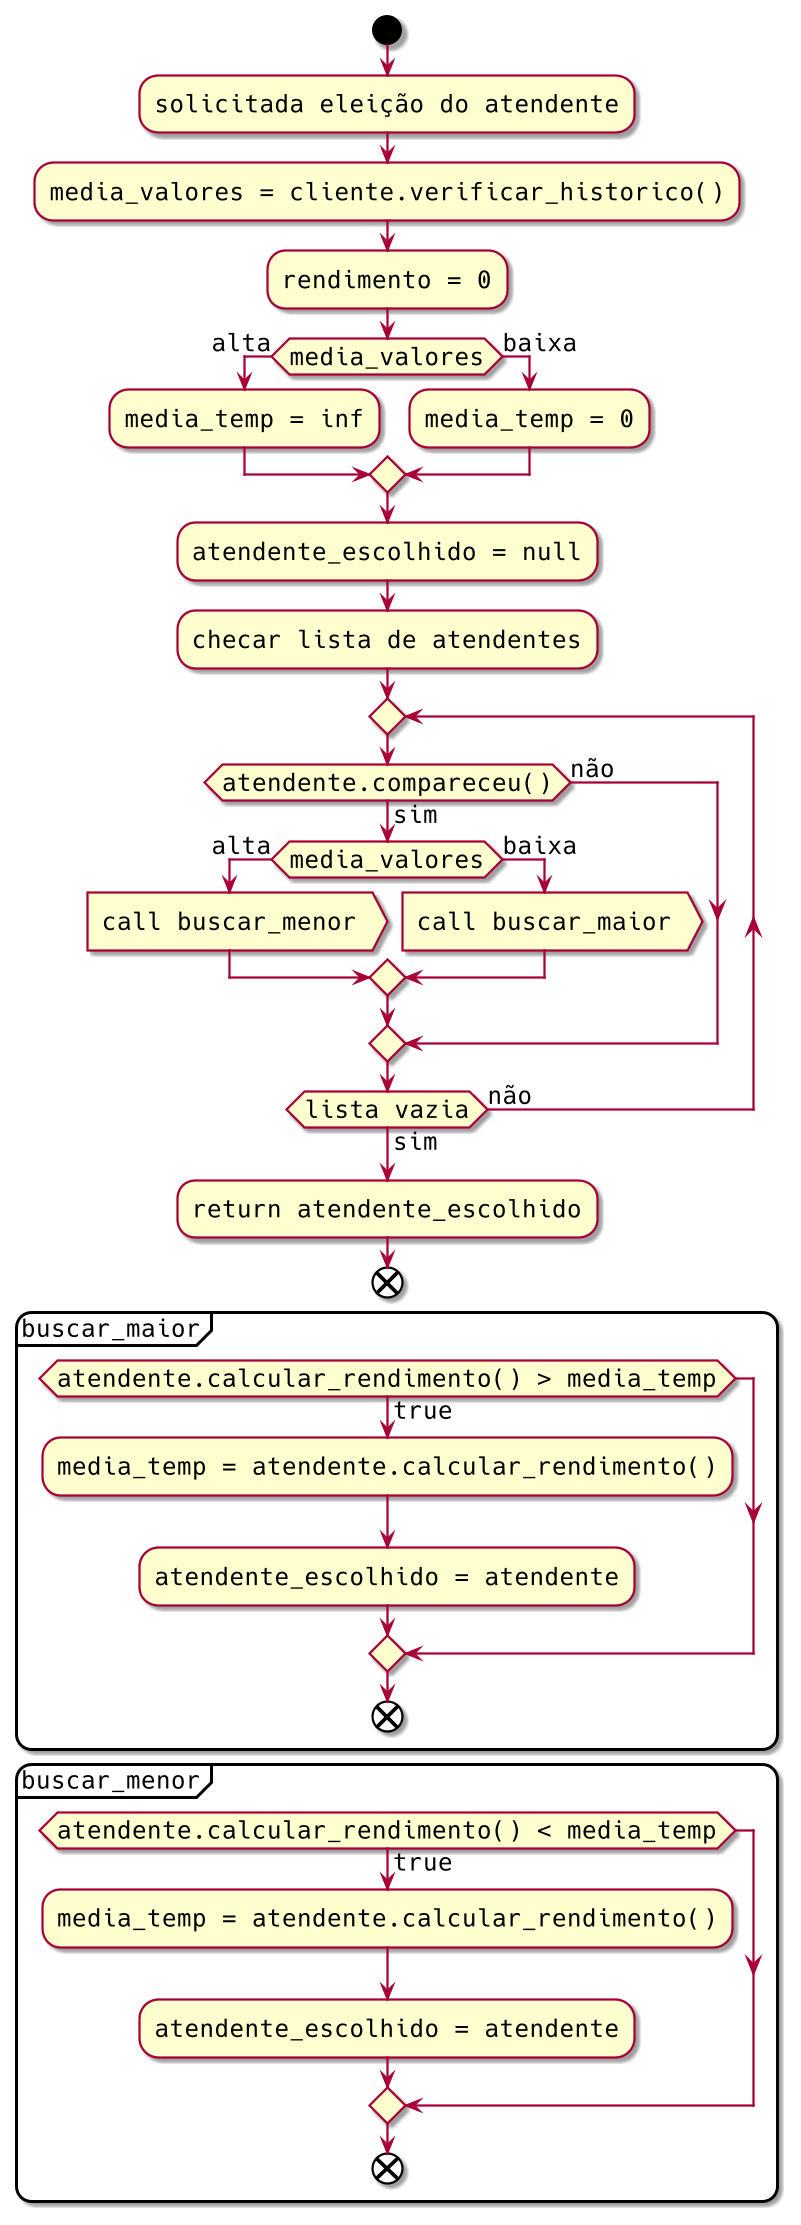 solicitada eleição do atendente
media_valores = cliente.verificar_historico()
rendimento = 0
alta
media_valores
baixa
media_temp = inf
media_temp = 0
atendente_escolhido = null
checar lista de atendentes
atendente.compareceu()
não
sim
alta
media_valores
baixa
call buscar_menor
call buscar_maior
lista vazia
não
sim
return atendente_escolhido
buscar_maior
atendente.calcular_rendimento() > media_temp
true
media_temp = atendente.calcular_rendimento()
atendente_escolhido = atendente
buscar_menor
atendente.calcular_rendimento() < media_temp
true
media_temp = atendente.calcular_rendimento()
atendente_escolhido = atendente